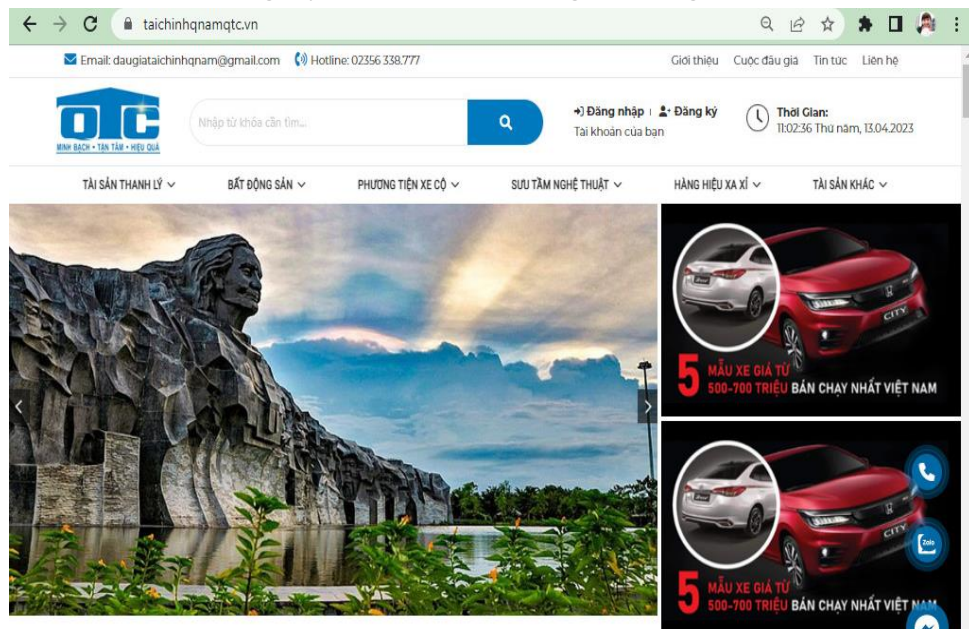 taichinhqnamqtc.vn
Email: daugiataichinhqnam@gmail.com Hotline: 02356 338.777 Giới thiệu Cuộc đấu giá Tin tức Liên hệ
QTC
MINH BẠCH • TẬN TÂM • HIỆU QUẢ
Nhập từ khóa cần tìm...
Đăng nhập Đăng ký
Tài khoản của bạn
Thời Gian:
11:02:36 Thứ năm, 13.04.2023
TÀI SẢN THANH LÝ BẤT ĐỘNG SẢN PHƯƠNG TIỆN XE CỘ SƯU TẦM NGHỆ THUẬT HÀNG HIỆU XA XỈ TÀI SẢN KHÁC
CITY
5 MẪU XE GIÁ TỪ
500-700 TRIỆU BÁN CHẠY NHẤT VIỆT NAM
CITY
Zalo
5 MẪU XE GIÁ TỪ
500-700 TRIỆU BÁN CHẠY NHẤT VIỆT NAM